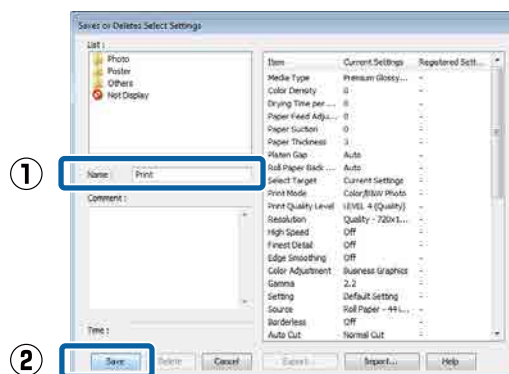 Saves or Deletes Select Settings
List :
Photo
Poster
Others
Not Display
① Name : Print
Comment :
Time :
Item Current Settings Registered Sett...
Media Type Premium Glossy... -
Color Density 0 -
Drying Time per ... 0 -
Paper Feed Adju... 0 -
Paper Suction 0 -
Paper Thickness 3 -
Platen Gap Auto -
Roll Paper Back ... Auto -
Select Target Current Settings -
Print Mode Color/B&W Photo -
Print Quality Level LEVEL 4 (Quality) -
Resolution Quality - 720x1... -
High Speed Off -
Finest Detail Off -
Edge Smoothing Off -
Color Adjustment Business Graphics -
Gamma 2.2 -
Setting Default Setting -
Source Roll Paper - 44 i... -
Borderless Off -
Auto Cut Normal Cut -
② Save Delete Cancel Export... Import... Help